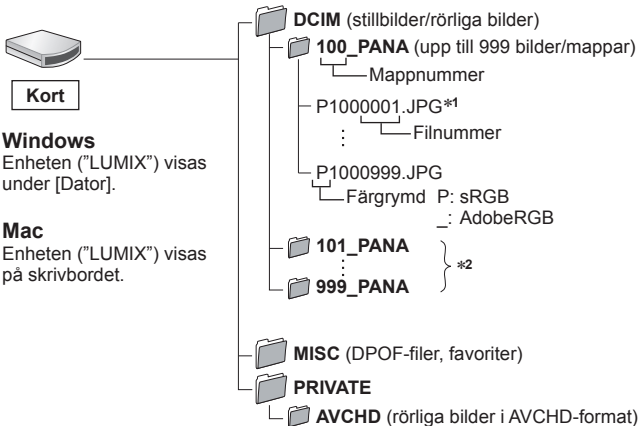 DCIM (stillbilder/rörliga bilder)
100_PANA (upp till 999 bilder/mappar)
Mappnummer
P1000001.JPG*1
Filnummer
P1000999.JPG
Färgrymd P: sRGB
_: AdobeRGB
101_PANA
*2
999_PANA
MISC (DPOF-filer, favoriter)
PRIVATE
AVCHD (rörliga bilder i AVCHD-format)
Kort
Windows
Enheten ("LUMIX") visas
under [Dator].
Mac
Enheten ("LUMIX") visas
på skrivbordet.